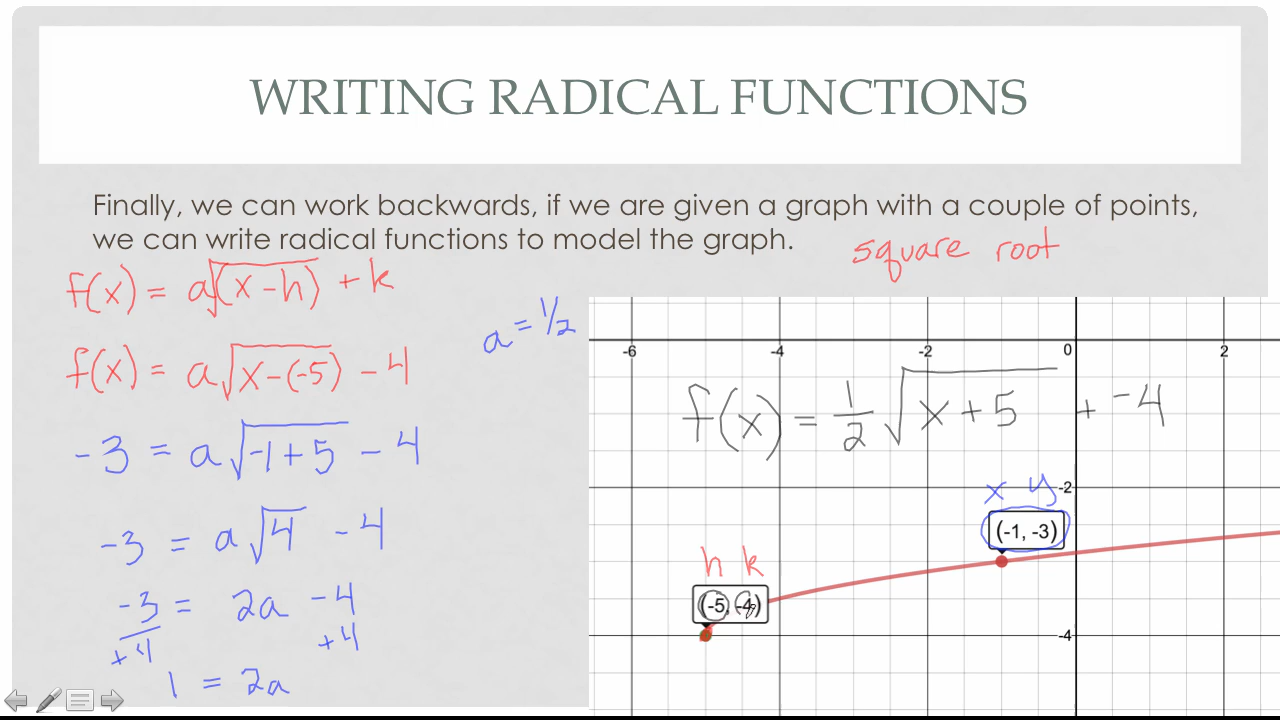 WRITING RADICAL FUNCTIONS
Finally, we can work backwards, if we are given a graph with a couple of points,
we can write radical functions to model the graph.
square root
f(x) = a√(x-h) + k
f(x) = a√x-(-5) - 4
-3 = a√-1+5 - 4
-3 = a√4 - 4
-3 = 2a - 4
+4 +4
1 = 2a
a = 1/2
-6 -4 -2 0 2
f(x) = 1/2 √x+5 + -4
-2
x y
(-1, -3)
h k
(-5, -4)
-4